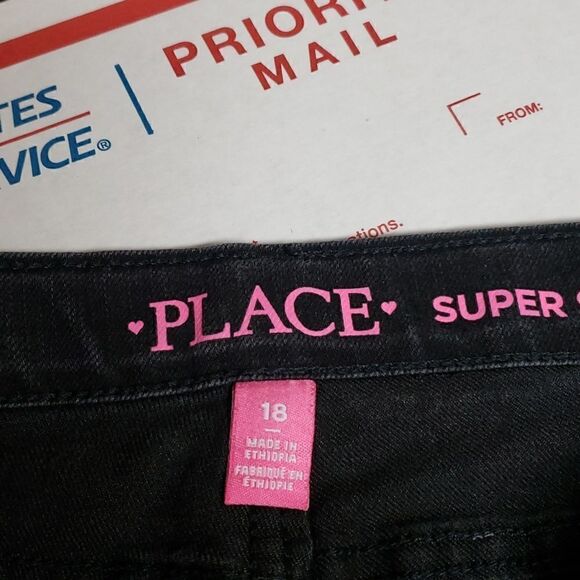 PRIORI
MAIL
TES
VICE®
FROM:
tions.
♥PLACE♥ SUPER
18
MADE IN
ETHIOPIA
FABRIQUÉ EN
ÉTHIOPIE